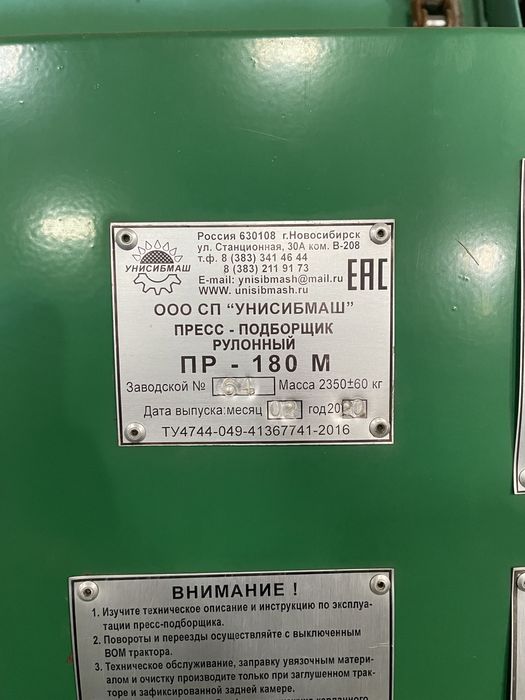 Россия 630108 г.Новосибирск
ул. Станционная, 30А ком. В-208
т.ф. 8 (383) 341 46 44
8 (383) 211 91 73
E-mail: ynisibmash@mail.ru
WWW. unisibmash.ru
УНИСИБМАШ
EAC
ООО СП “УНИСИБМАШ”
ПРЕСС - ПОДБОРЩИК
РУЛОННЫЙ
ПР - 180 М
Заводской № 64 Масса 2350±60 кг
Дата выпуска: месяц год 2020
ТУ4744-049-41367741-2016
ВНИМАНИЕ !
1. Изучите техническое описание и инструкцию по эксплуа-
тации пресс-подборщика.
2. Повороты и переезды осуществляйте с выключенным
ВОМ трактора.
3. Техническое обслуживание, заправку увязочным матери-
алом и очистку производите только при заглушенном трак-
торе и зафиксированной задней камере.